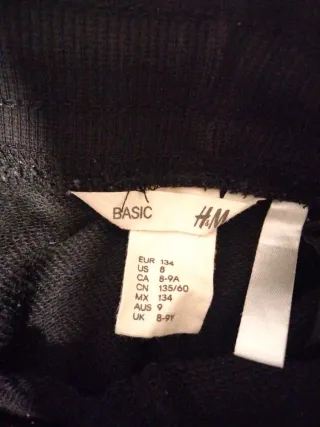 BASIC H&M
EUR 134
US 8
CA 8-9A
CN 135/60
MX 134
AUS 9
UK 8-9Y